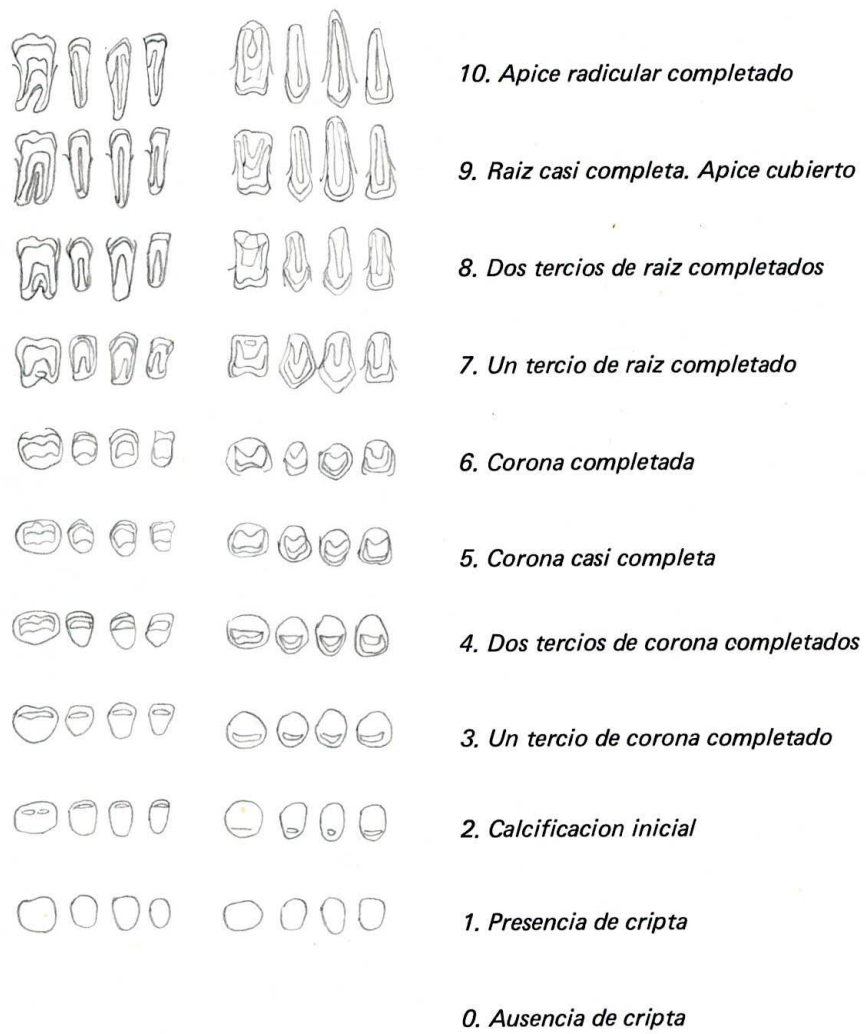 10. Apice radicular completado
9. Raiz casi completa. Apice cubierto
8. Dos tercios de raiz completados
7. Un tercio de raiz completado
6. Corona completada
5. Corona casi completa
4. Dos tercios de corona completados
3. Un tercio de corona completado
2. Calcificacion inicial
1. Presencia de cripta
0. Ausencia de cripta